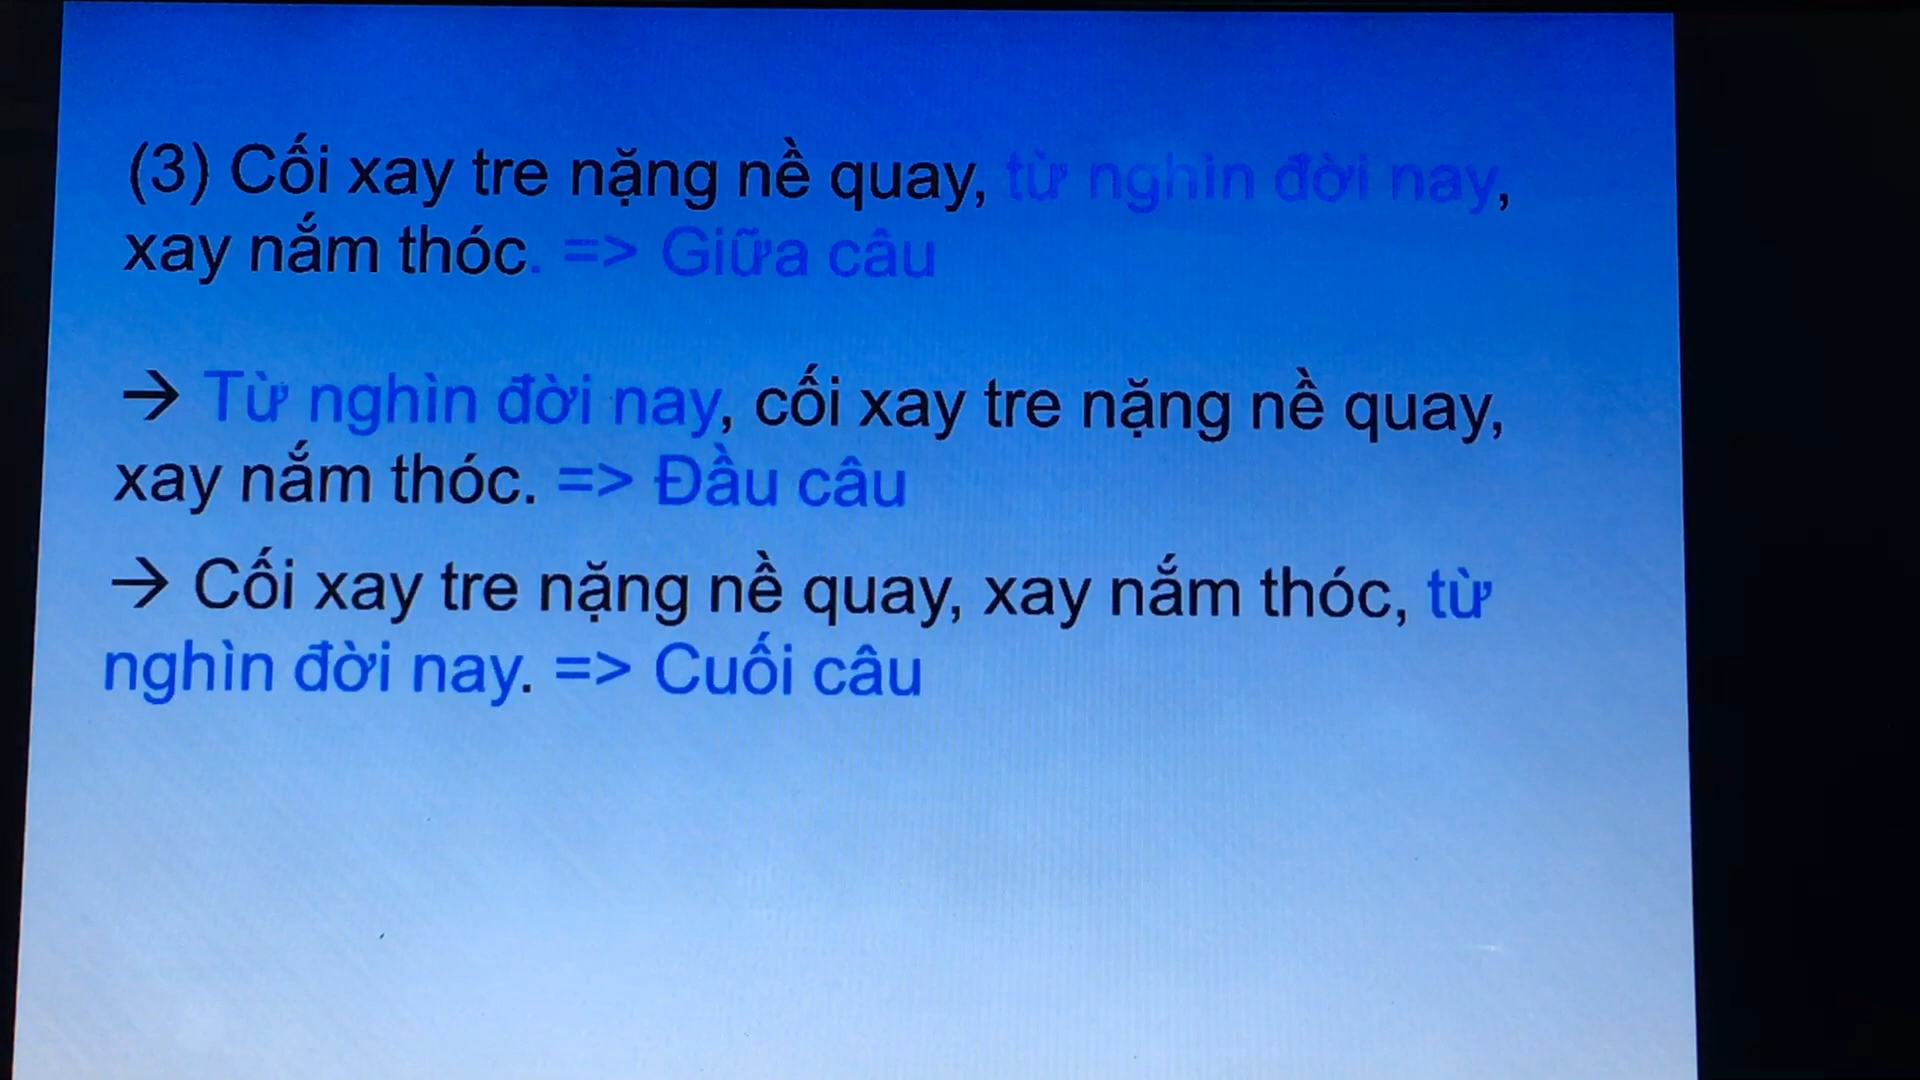 (3) Cối xay tre nặng nề quay, từ nghìn đời nay,
xay nắm thóc. => Giữa câu
→ Từ nghìn đời nay, cối xay tre nặng nề quay,
xay nắm thóc. => Đầu câu
→ Cối xay tre nặng nề quay, xay nắm thóc, từ
nghìn đời nay. => Cuối câu